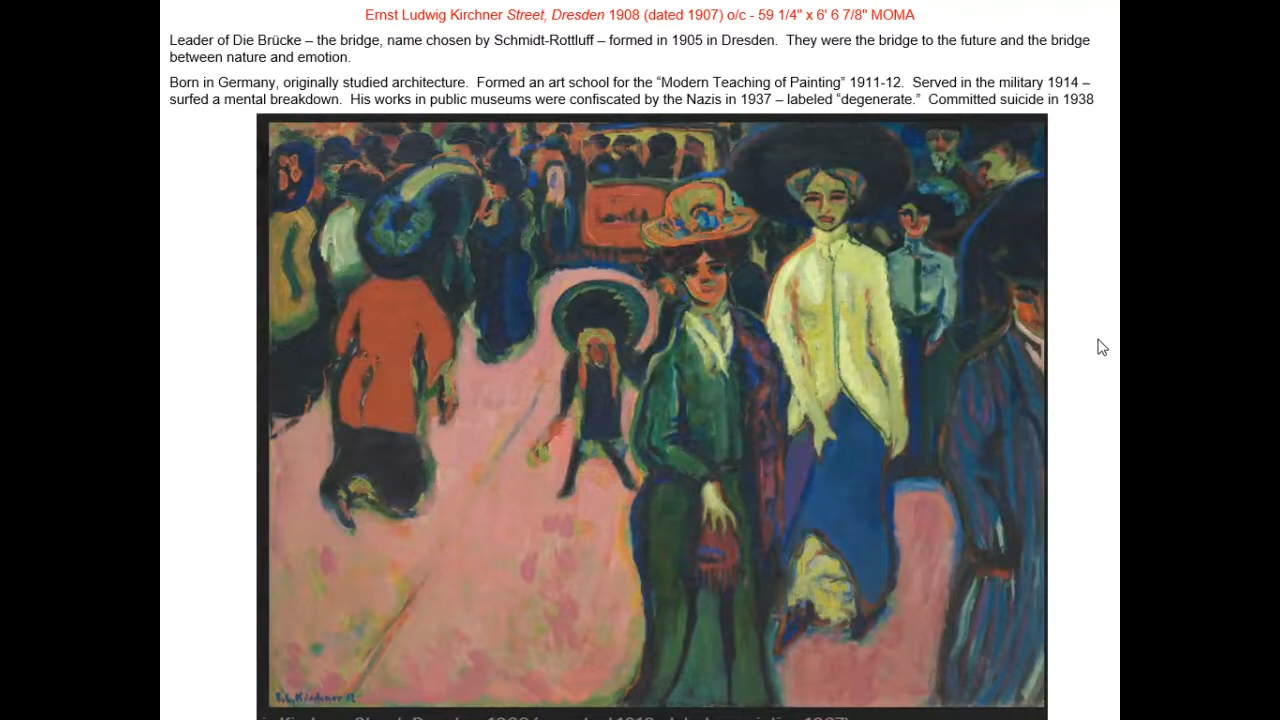 Ernst Ludwig Kirchner Street, Dresden 1908 (dated 1907) o/c - 59 1/4" x 6' 6 7/8" MOMA
Leader of Die Brücke – the bridge, name chosen by Schmidt-Rottluff – formed in 1905 in Dresden. They were the bridge to the future and the bridge
between nature and emotion.
Born in Germany, originally studied architecture. Formed an art school for the “Modern Teaching of Painting” 1911-12. Served in the military 1914 –
surfed a mental breakdown. His works in public museums were confiscated by the Nazis in 1937 – labeled “degenerate.” Committed suicide in 1938
E.L. Kirchner